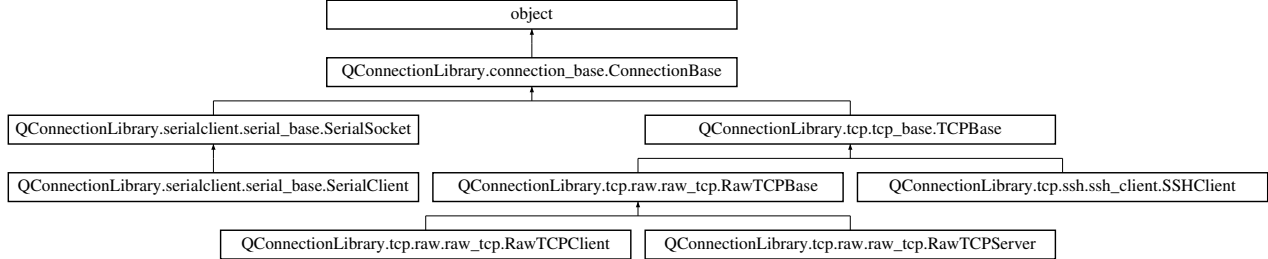 object
QConnectionLibrary.connection_base.ConnectionBase
QConnectionLibrary.serialclient.serial_base.SerialSocket
QConnectionLibrary.tcp.tcp_base.TCPBase
QConnectionLibrary.serialclient.serial_base.SerialClient
QConnectionLibrary.tcp.raw.raw_tcp.RawTCPBase
QConnectionLibrary.tcp.ssh.ssh_client.SSHClient
QConnectionLibrary.tcp.raw.raw_tcp.RawTCPClient
QConnectionLibrary.tcp.raw.raw_tcp.RawTCPServer